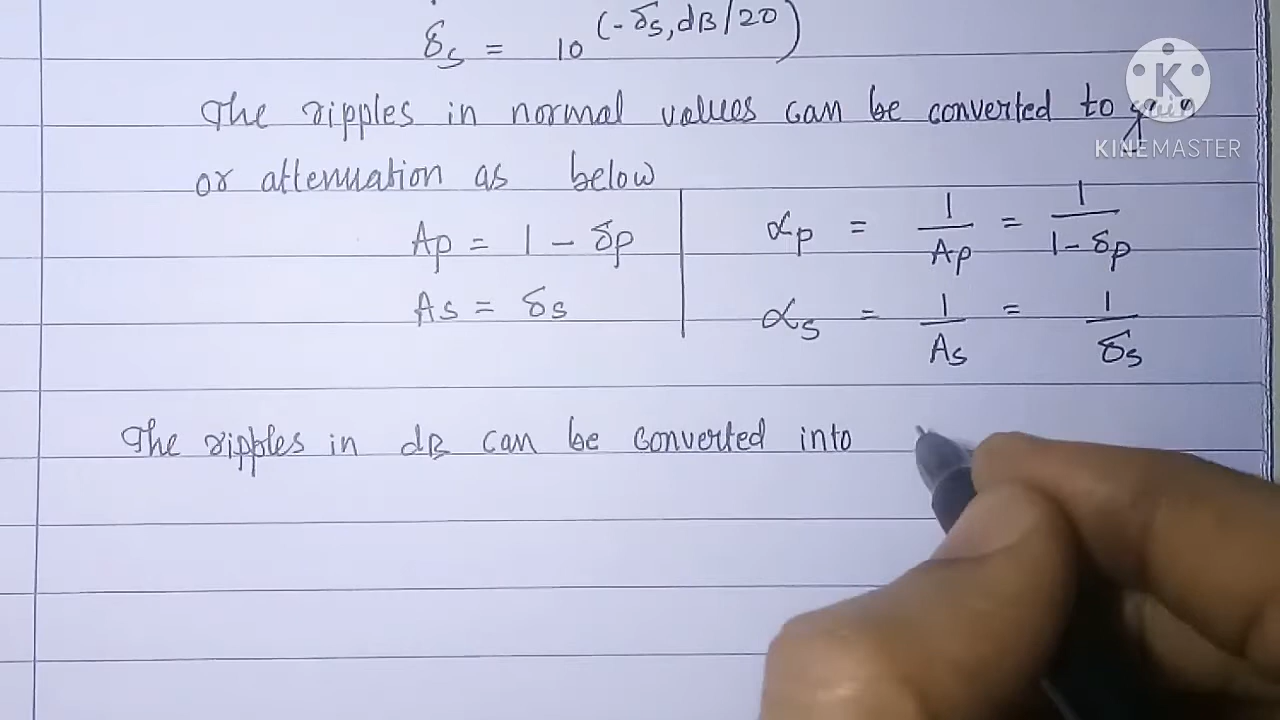 δs = 10^(-δs,dB/20)
The ripples in normal values can be converted to gain
or attenuation as below
Ap = 1 - δp
As = δs
αp = 1/Ap = 1/(1 - δp)
αs = 1/As = 1/δs
The ripples in dB can be converted into
K
KINEMASTER